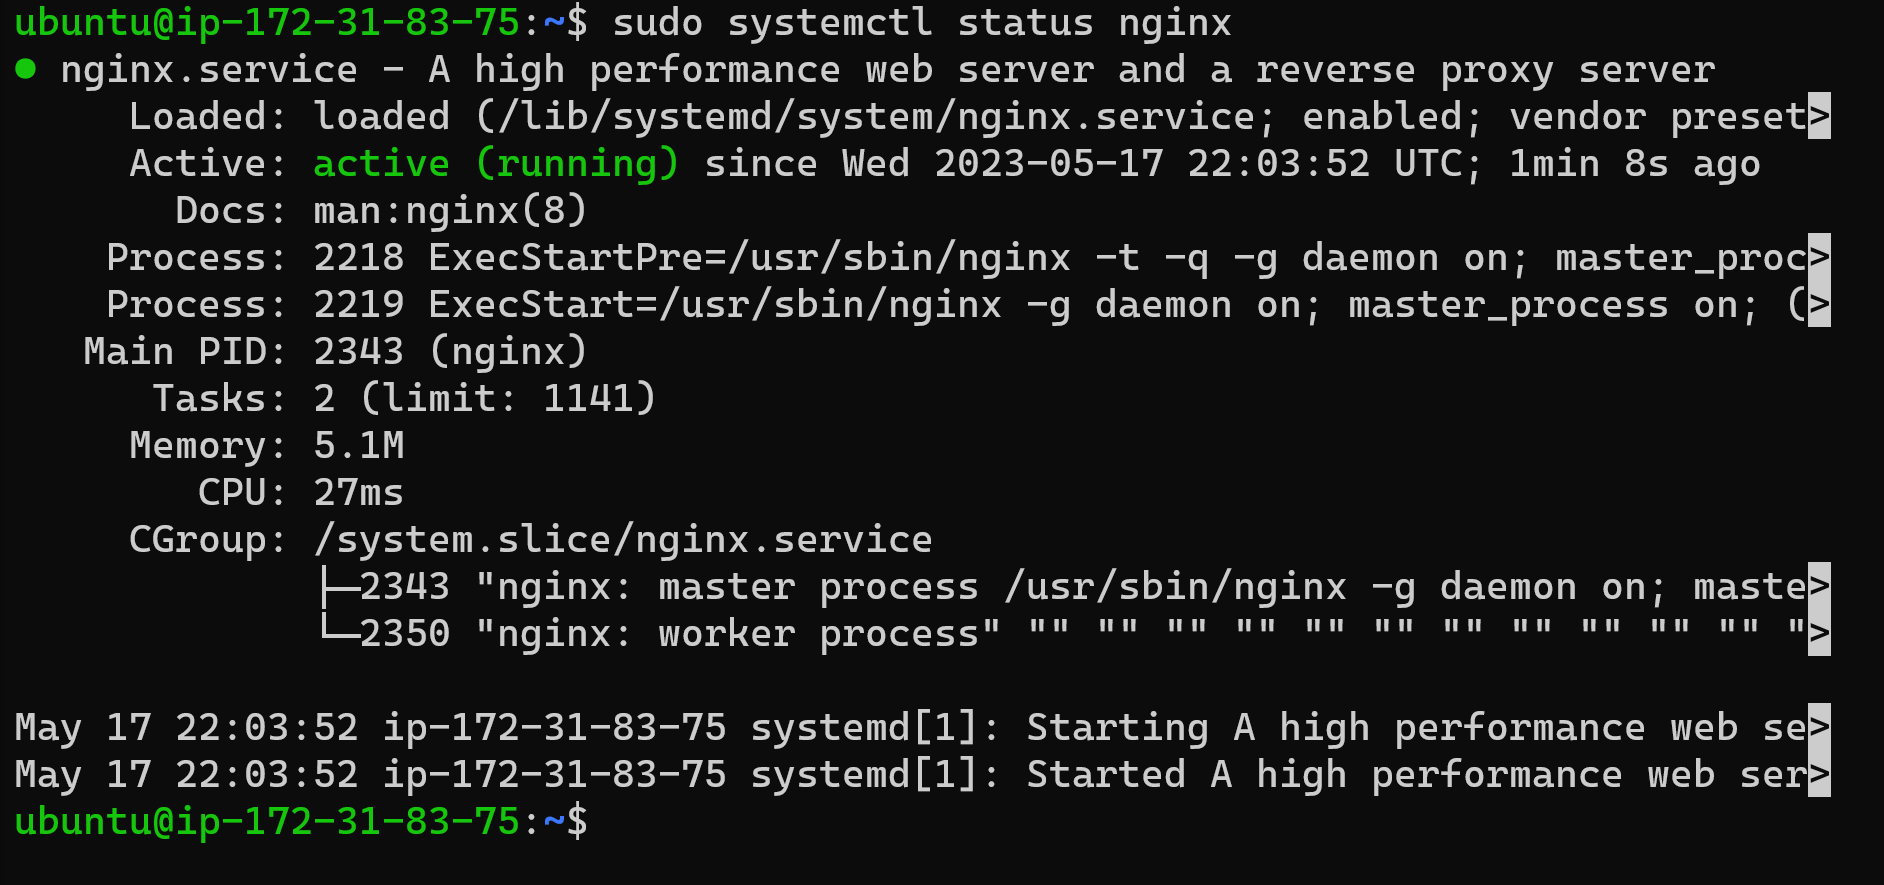 ubuntu@ip-172-31-83-75:~$ sudo systemctl status nginx
● nginx.service - A high performance web server and a reverse proxy server
     Loaded: loaded (/lib/systemd/system/nginx.service; enabled; vendor preset>
     Active: active (running) since Wed 2023-05-17 22:03:52 UTC; 1min 8s ago
       Docs: man:nginx(8)
    Process: 2218 ExecStartPre=/usr/sbin/nginx -t -q -g daemon on; master_proc>
    Process: 2219 ExecStart=/usr/sbin/nginx -g daemon on; master_process on; (>
   Main PID: 2343 (nginx)
      Tasks: 2 (limit: 1141)
     Memory: 5.1M
        CPU: 27ms
     CGroup: /system.slice/nginx.service
             ├─2343 "nginx: master process /usr/sbin/nginx -g daemon on; maste>
             └─2350 "nginx: worker process" "" "" "" "" "" "" "" "" "" "" "" ">
May 17 22:03:52 ip-172-31-83-75 systemd[1]: Starting A high performance web se>
May 17 22:03:52 ip-172-31-83-75 systemd[1]: Started A high performance web ser>
ubuntu@ip-172-31-83-75:~$